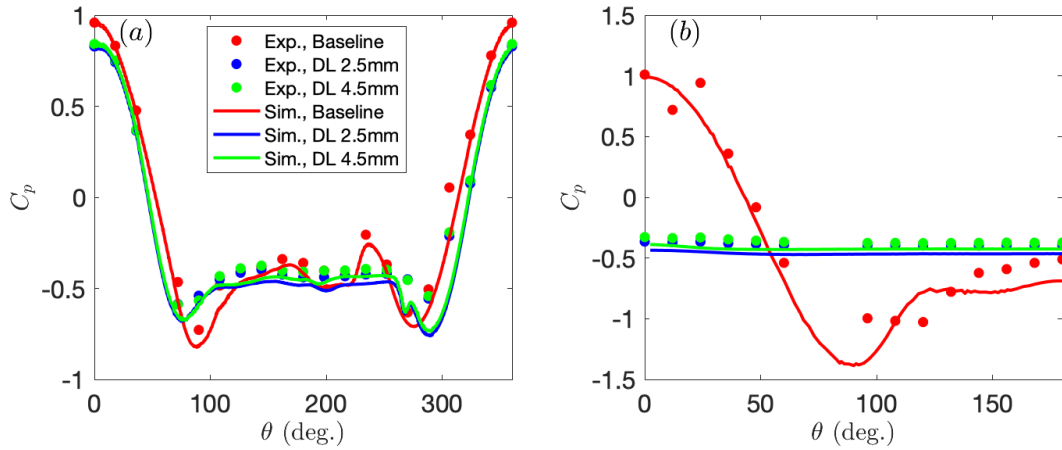 (a)
Exp., Baseline
Exp., DL 2.5mm
Exp., DL 4.5mm
Sim., Baseline
Sim., DL 2.5mm
Sim., DL 4.5mm
1
0.5
0
-0.5
-1
C_p
0 100 200 300
θ (deg.)
(b)
1.5
1
0.5
0
-0.5
-1
-1.5
C_p
0 50 100 150
θ (deg.)